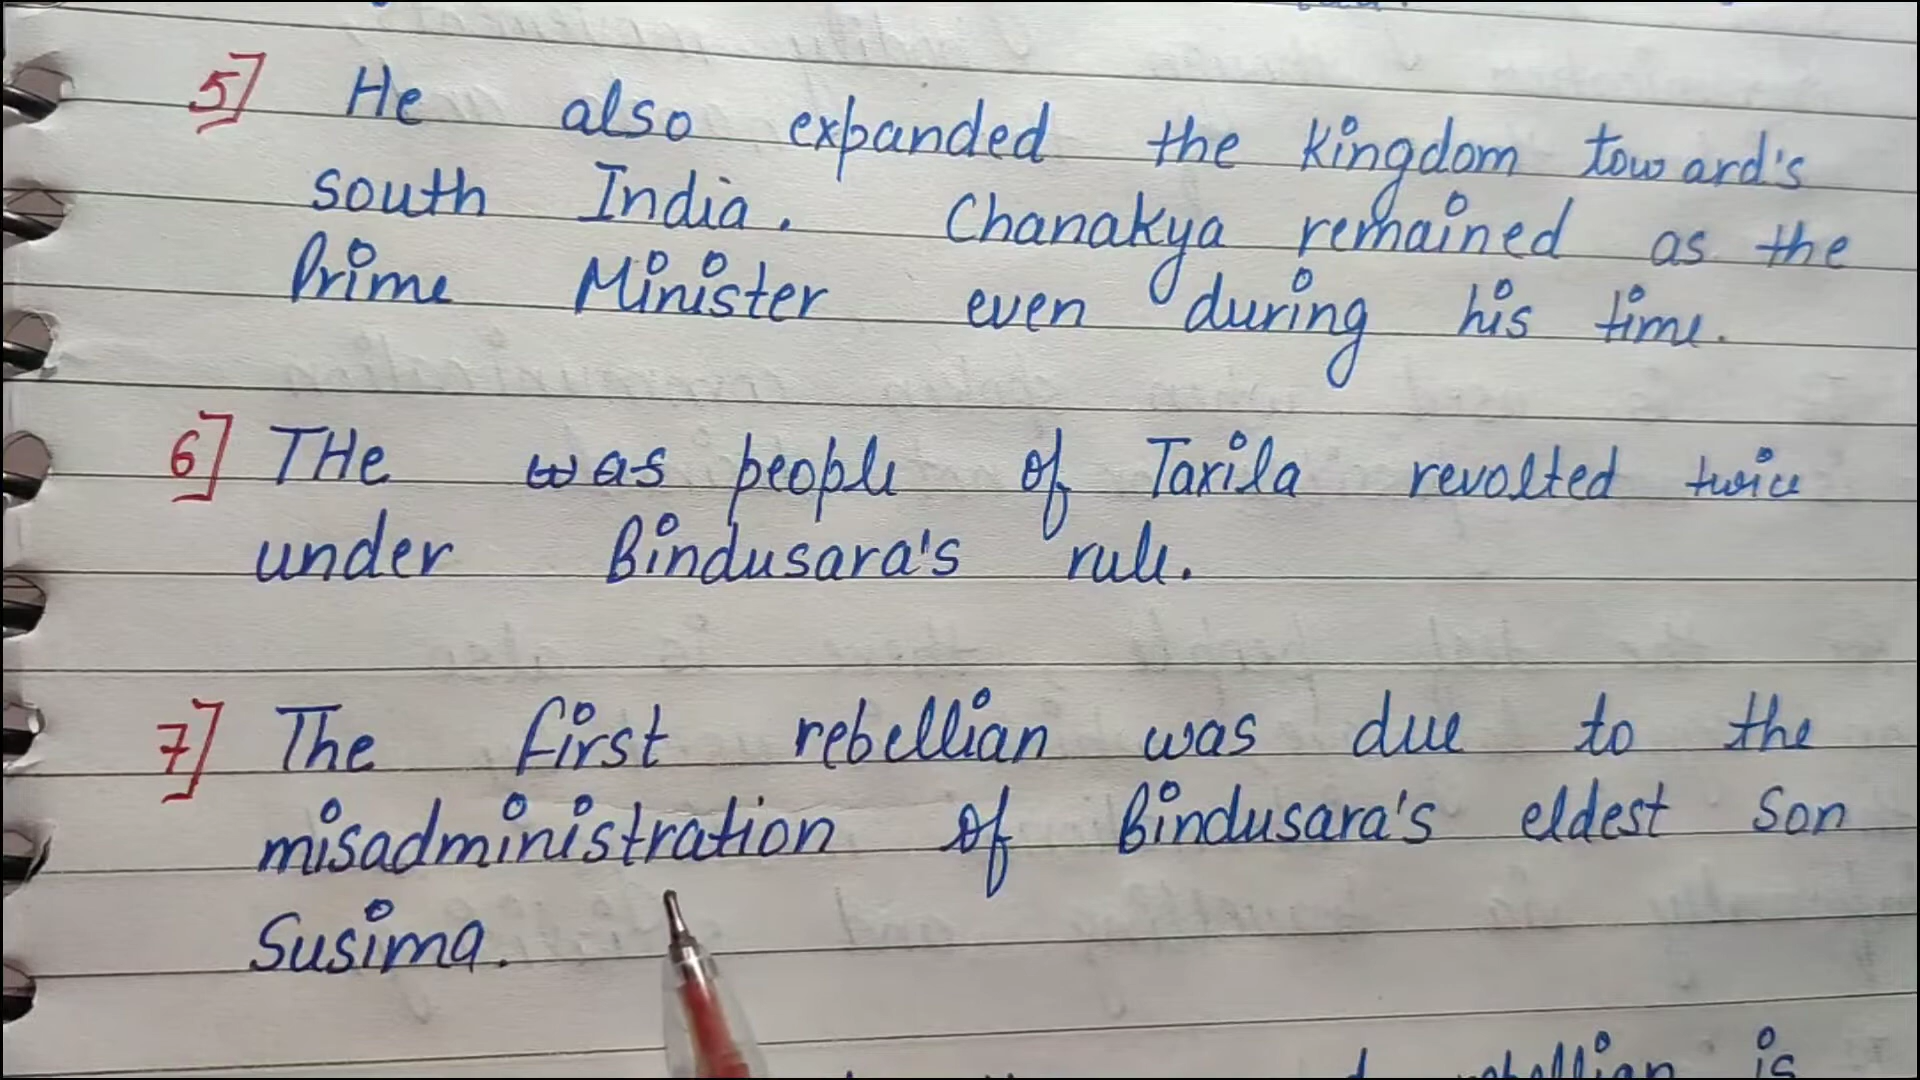 5] He also expanded the kingdom toward's
south India. Chanakya remained as the
Prime Minister even during his time.
6] THe was people of Taxila revolted twice
under Bindusara's rule.
7] The first rebellian was due to the
misadministration of Bindusara's eldest son
Susima.
rebellian is